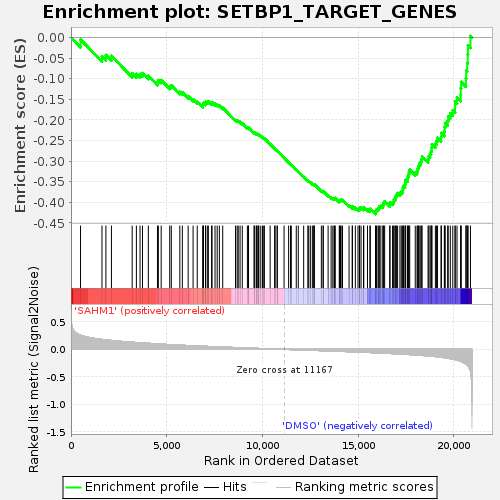 Enrichment plot: SETBP1_TARGET_GENES
Enrichment score (ES)
0.00
-0.05
-0.10
-0.15
-0.20
-0.25
-0.30
-0.35
-0.40
-0.45
'SAHM1' (positively correlated)
Ranked list metric (Signal2Noise)
0.5
0.0
-0.5
-1.0
-1.5
Zero cross at 11167
'DMSO' (negatively correlated)
0
5,000
10,000
15,000
20,000
Rank in Ordered Dataset
Enrichment profile
Hits
Ranking metric scores